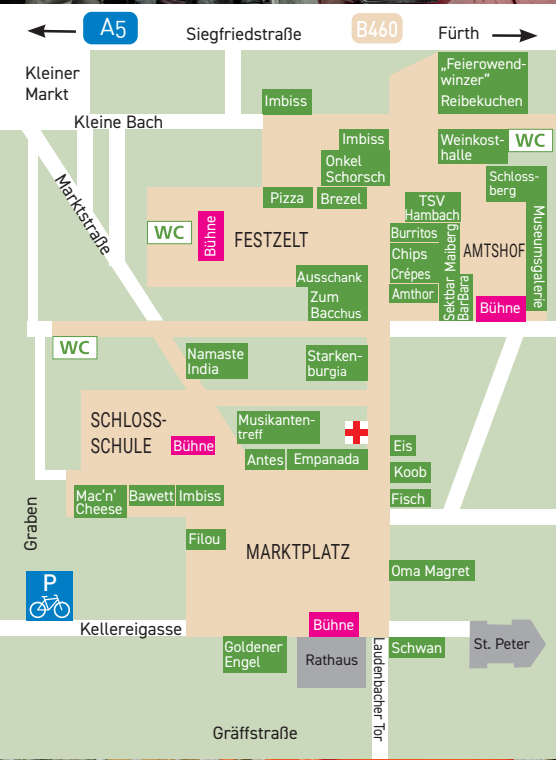 A5
Siegfriedstraße
B460
Fürth
Kleiner
Markt
„Feierowend-
winzer"
Reibekuchen
Imbiss
Kleine Bach
Imbiss
Onkel
Schorsch
Weinkost-
halle
WC
Schloss-
berg
Marktstraße
Pizza
Brezel
TSV
Hambach
Museumsgalerie
WC
Bühne
FESTZELT
Burritos
Chips
Crépes
Amthor
Sektbar Maiberg
BarBara
AMTSHOF
Bühne
Ausschank
Zum
Bacchus
WC
Namaste
India
Starken-
burgia
SCHLOSS-
SCHULE
Bühne
Musikanten-
treff
Antes
Empanada
Eis
Koob
Fisch
Mac'n'
Cheese
Bawett
Imbiss
Graben
Filou
MARKTPLATZ
Oma Magret
P
Kellereigasse
Bühne
Goldener
Engel
Rathaus
Laudenbacher Tor
Schwan
St. Peter
Gräffstraße